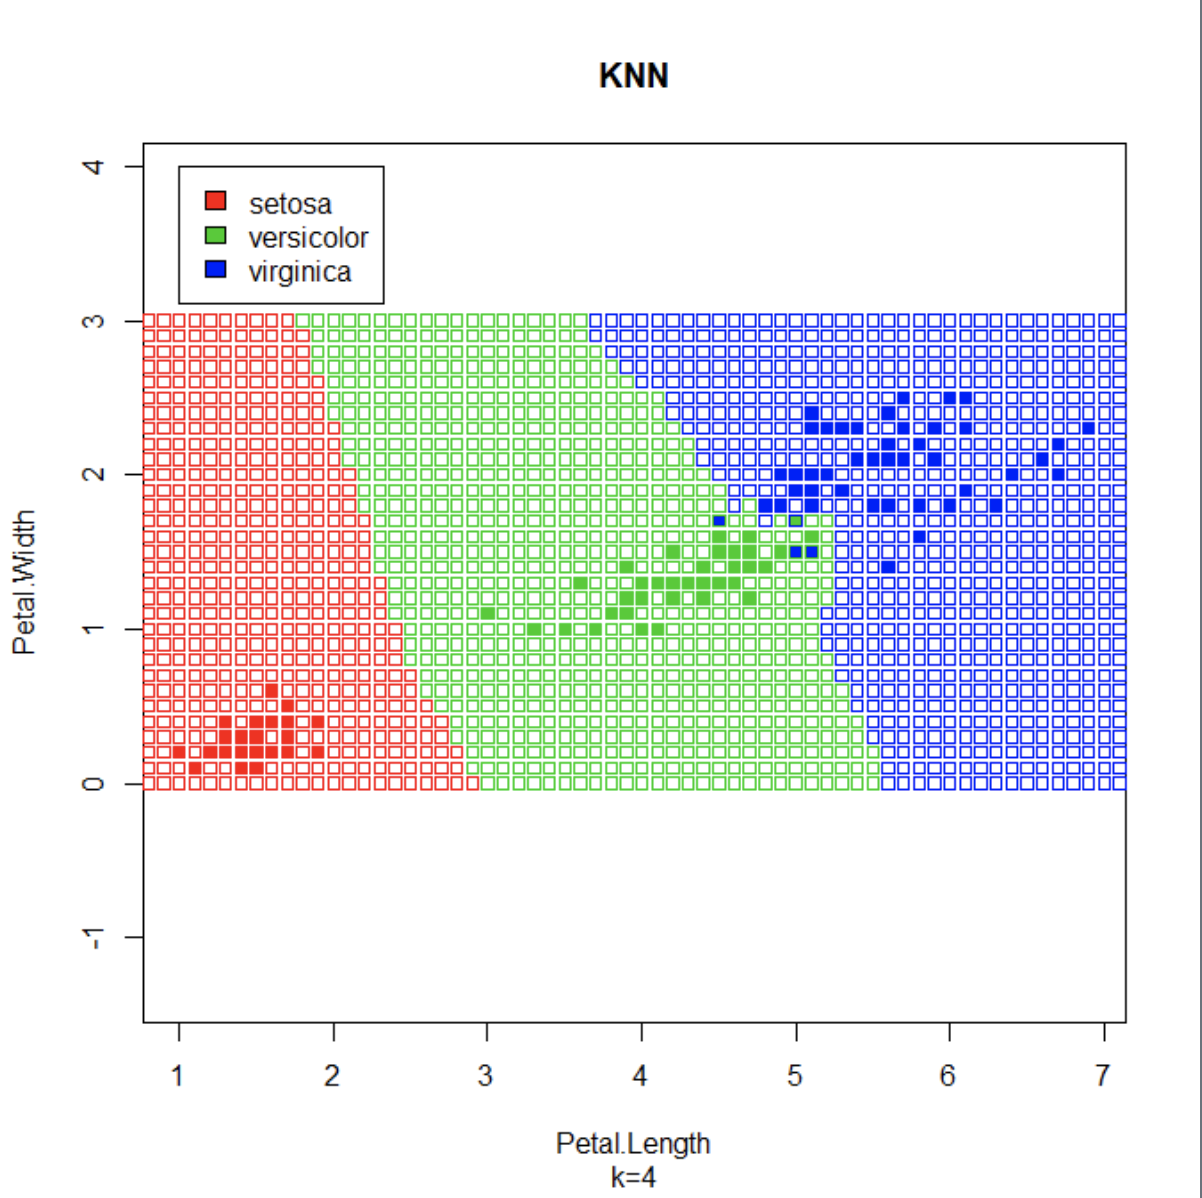 KNN
4
setosa
versicolor
virginica
3
2
Petal.Width
1
0
-1
1 2 3 4 5 6 7
Petal.Length
k=4